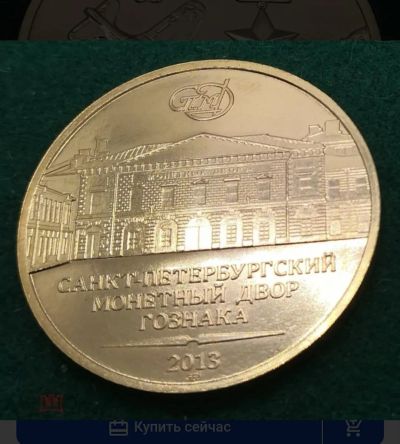 СПМД
МОНЕТНЫЙ ДВОР
САНКТ-ПЕТЕРБУРГСКИЙ
МОНЕТНЫЙ ДВОР
ГОЗНАКА
2013
Купить сейчас